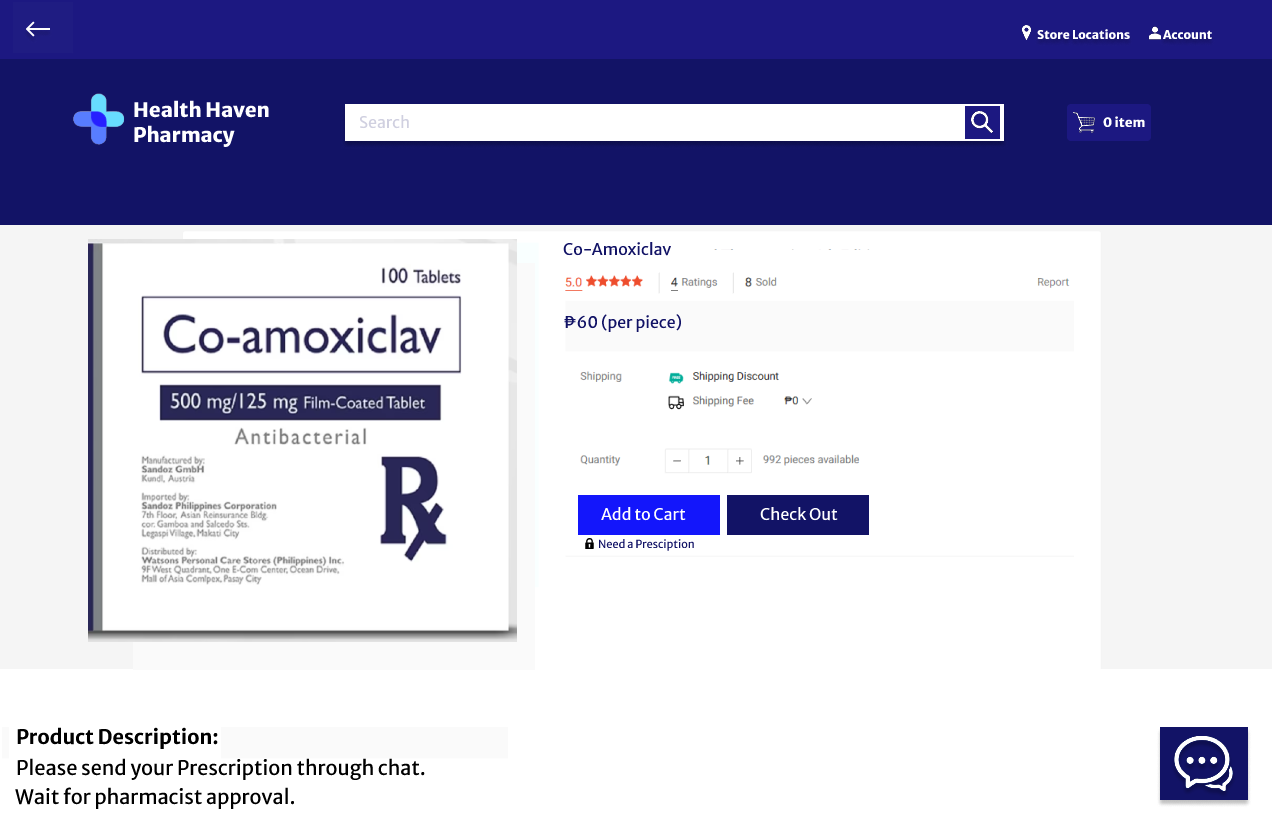 Store Locations
Account
Health Haven
Pharmacy
Search
0 item
100 Tablets
Co-amoxiclav
500 mg/125 mg Film-Coated Tablet
Antibacterial
Manufactured by:
Sandoz GmbH
Kundl, Austria
Rx
Imported by:
Sandoz Philippines Corporation
7th Floor, Asian Reinsurance Bldg.
cor. Gamboa and Salcedo Sts.
Legaspi Village, Makati City
Distributed by:
Watsons Personal Care Stores (Philippines) Inc.
9F West Quadrant, One E-Com Center, Ocean Drive,
Mall of Asia Comlpex, Pasay City
Co-Amoxiclav
5.0
4 Ratings
8 Sold
Report
₱60 (per piece)
Shipping
Shipping Discount
Shipping Fee ₱0
Quantity
− 1 +
992 pieces available
Add to Cart
Check Out
Need a Presciption
Product Description:
Please send your Prescription through chat.
Wait for pharmacist approval.